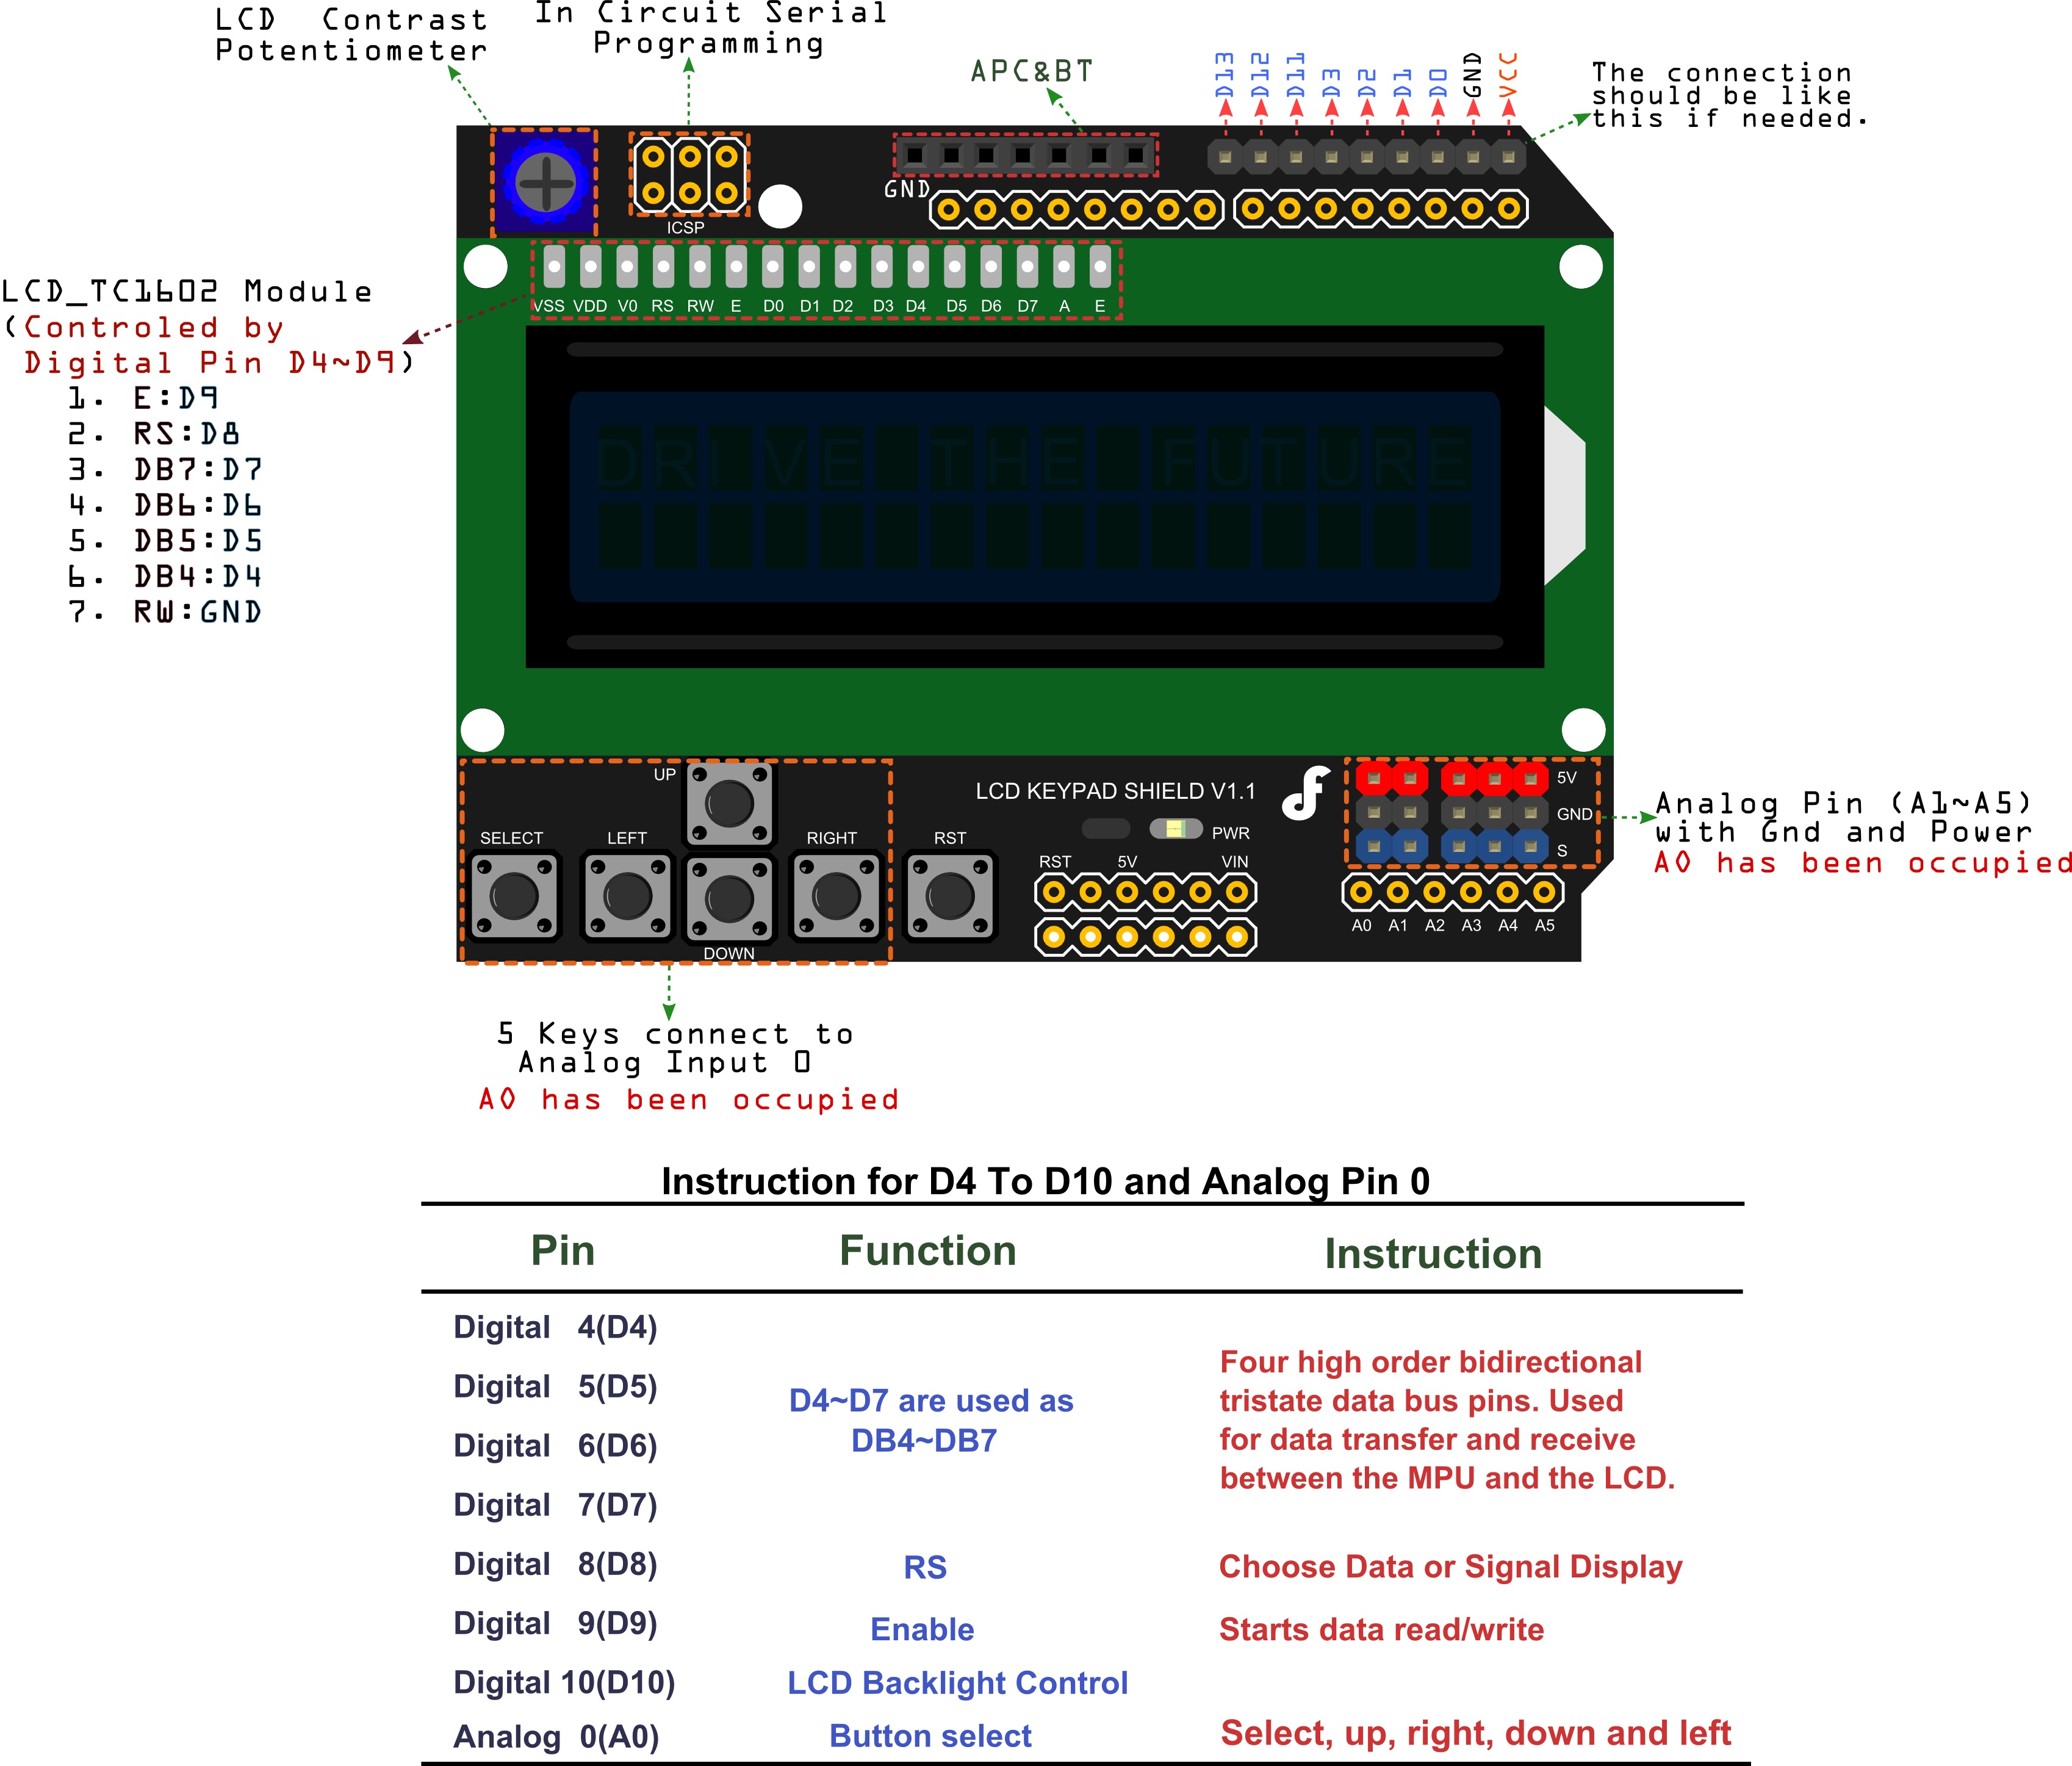 LCD Contrast
Potentiometer
In Circuit Serial
Programming
APC&BT
D13
D12
D11
D3
D2
D1
D0
GND
VCC
The connection
should be like
this if needed.
GND
ICSP
VSS VDD V0 RS RW E D0 D1 D2 D3 D4 D5 D6 D7 A E
LCD_TC1602 Module
(Controled by
Digital Pin D4~D9)
1. E:D9
2. RS:D8
3. DB7:D7
4. DB6:D6
5. DB5:D5
6. DB4:D4
7. RW:GND
DRIVE THE FUTURE
UP
SELECT
LEFT
RIGHT
RST
DOWN
LCD KEYPAD SHIELD V1.1
PWR
RST 5V VIN
5V
GND
S
A0 A1 A2 A3 A4 A5
Analog Pin (A1~A5)
with Gnd and Power
A0 has been occupied
5 Keys connect to
Analog Input 0
A0 has been occupied
Instruction for D4 To D10 and Analog Pin 0
Pin Function Instruction
Digital 4(D4)
Digital 5(D5)
Digital 6(D6)
Digital 7(D7)
D4~D7 are used as
DB4~DB7
Four high order bidirectional
tristate data bus pins. Used
for data transfer and receive
between the MPU and the LCD.
Digital 8(D8) RS Choose Data or Signal Display
Digital 9(D9) Enable Starts data read/write
Digital 10(D10) LCD Backlight Control
Analog 0(A0) Button select Select, up, right, down and left